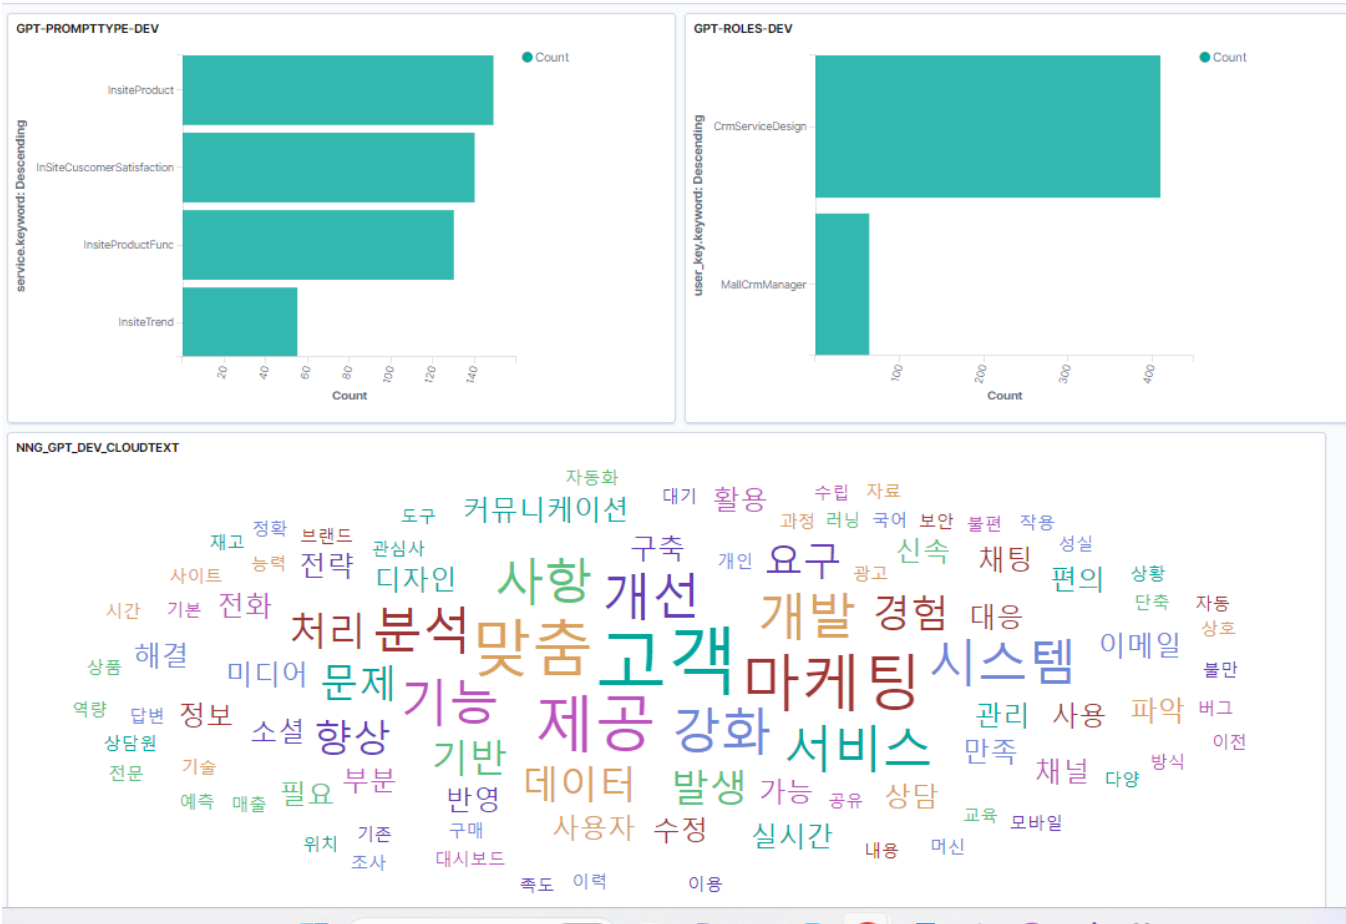 GPT-PROMPTTYPE-DEV
Count
service.keyword: Descending
InsiteProduct
InSiteCuscomerSatisfaction
InsiteProductFunc
InsiteTrend
20 40 60 80 100 120 140
Count
GPT-ROLES-DEV
Count
user_key.keyword: Descending
CrmServiceDesign
MallCrmManager
100 200 300 400
Count
NNG_GPT_DEV_CLOUDTEXT
자동화
대기 활용 수립 자료
도구 커뮤니케이션
정확 브랜드 과정 러닝 국어 보안 불편 작용
재고 관심사 구축 성실
능력 전략 개인 요구 신속 채팅
사이트 디자인 사항 개선 광고 편의 상황
시간 기본 전화 개발 경험 대응 단축 자동
처리 분석 맞춤 상호
해결 고객 시스템 이메일
상품 미디어 문제 마케팅 불만
역량 답변 정보 기능 제공 관리 사용 파악 버그
상담원 소셜 향상 강화 서비스 만족 이전
전문 기술 기반 채널 다양 방식
예측 매출 필요 부분 반영 데이터 발생 가능 공유 상담
위치 기존 구매 사용자 수정 실시간 교육 모바일
조사 대시보드 내용 머신
족도 이력 이용